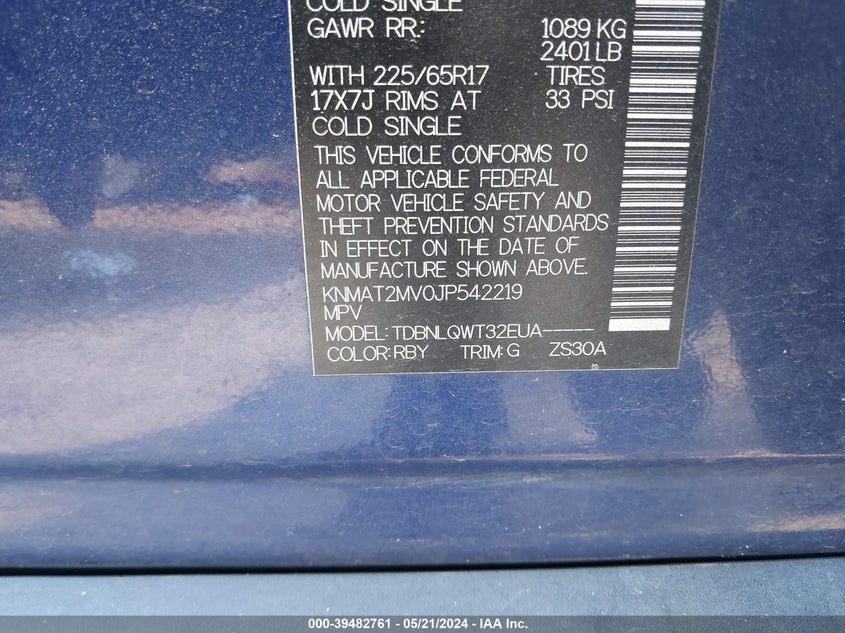 COLD SINGLE
GAWR RR: 1089 KG
2401 LB
WITH 225/65R17 TIRES
17X7J RIMS AT 33 PSI
COLD SINGLE
THIS VEHICLE CONFORMS TO
ALL APPLICABLE FEDERAL
MOTOR VEHICLE SAFETY AND
THEFT PREVENTION STANDARDS
IN EFFECT ON THE DATE OF
MANUFACTURE SHOWN ABOVE.
KNMAT2MV0JP542219
MPV
MODEL: TDBNLQWT32EUA-----
COLOR:RBY TRIM:G ZS30A
000-39482761 - 05/21/2024 - IAA Inc.